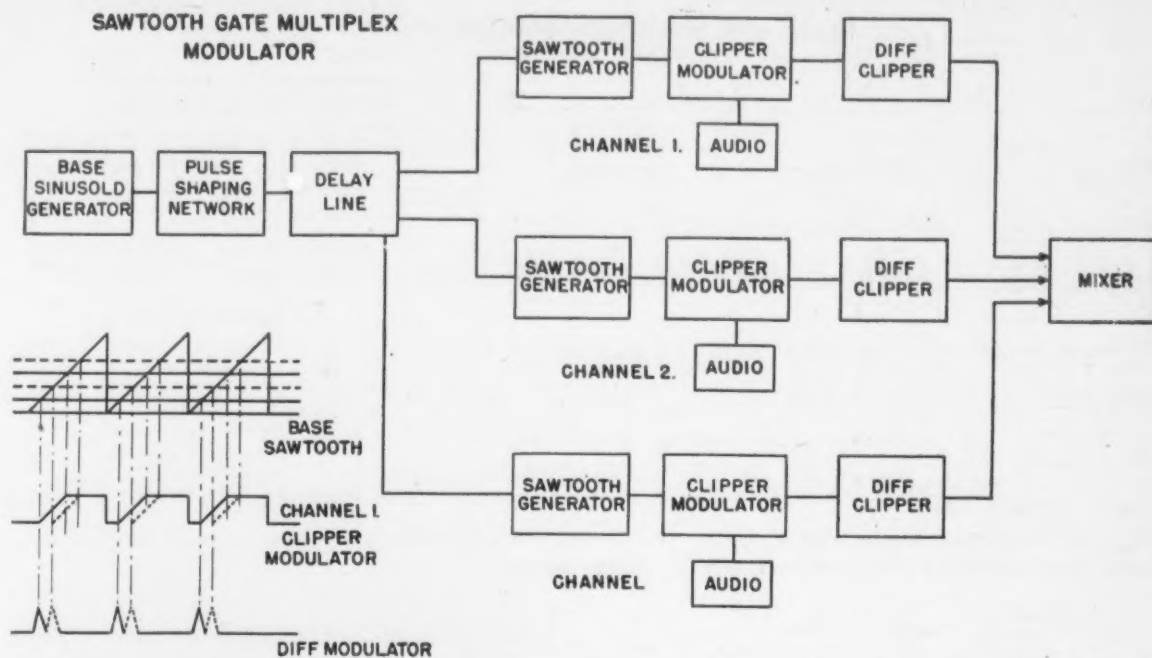 SAWTOOTH GATE MULTIPLEX
MODULATOR
SAWTOOTH
GENERATOR
CLIPPER
MODULATOR
DIFF
CLIPPER
CHANNEL 1.
AUDIO
BASE
SINUSOLD
GENERATOR
PULSE
SHAPING
NETWORK
DELAY
LINE
SAWTOOTH
GENERATOR
CLIPPER
MODULATOR
DIFF
CLIPPER
MIXER
CHANNEL 2.
AUDIO
BASE
SAWTOOTH
SAWTOOTH
GENERATOR
CLIPPER
MODULATOR
DIFF
CLIPPER
CHANNEL 1.
CLIPPER
MODULATOR
CHANNEL
AUDIO
DIFF MODULATOR